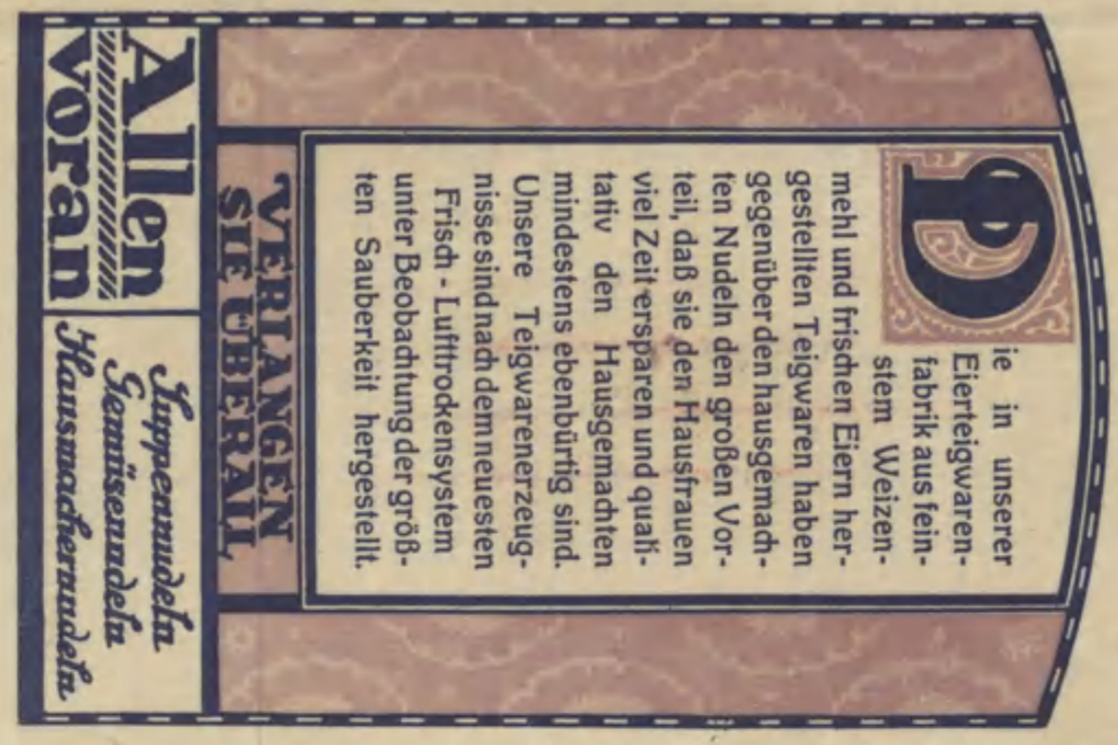 Die in unserer
Eierteigwaren-
fabrik aus fein-
stem Weizen-
mehl und frischen Eiern her-
gestellten Teigwaren haben
gegenüber den hausgemach-
ten Nudeln den großen Vor-
teil, daß sie den Hausfrauen
viel Zeit ersparen und quali-
tativ den Hausgemachten
mindestens ebenbürtig sind.
Unsere Teigwarenerzeug-
nisse sind nach dem neuesten
Frisch-Lufttrockensystem
unter Beobachtung der größ-
ten Sauberkeit hergestellt.
VERLANGEN
SIE ÜBERALL
Allen
voran
Suppennudeln
Gemüsenudeln
Hausmachernudeln